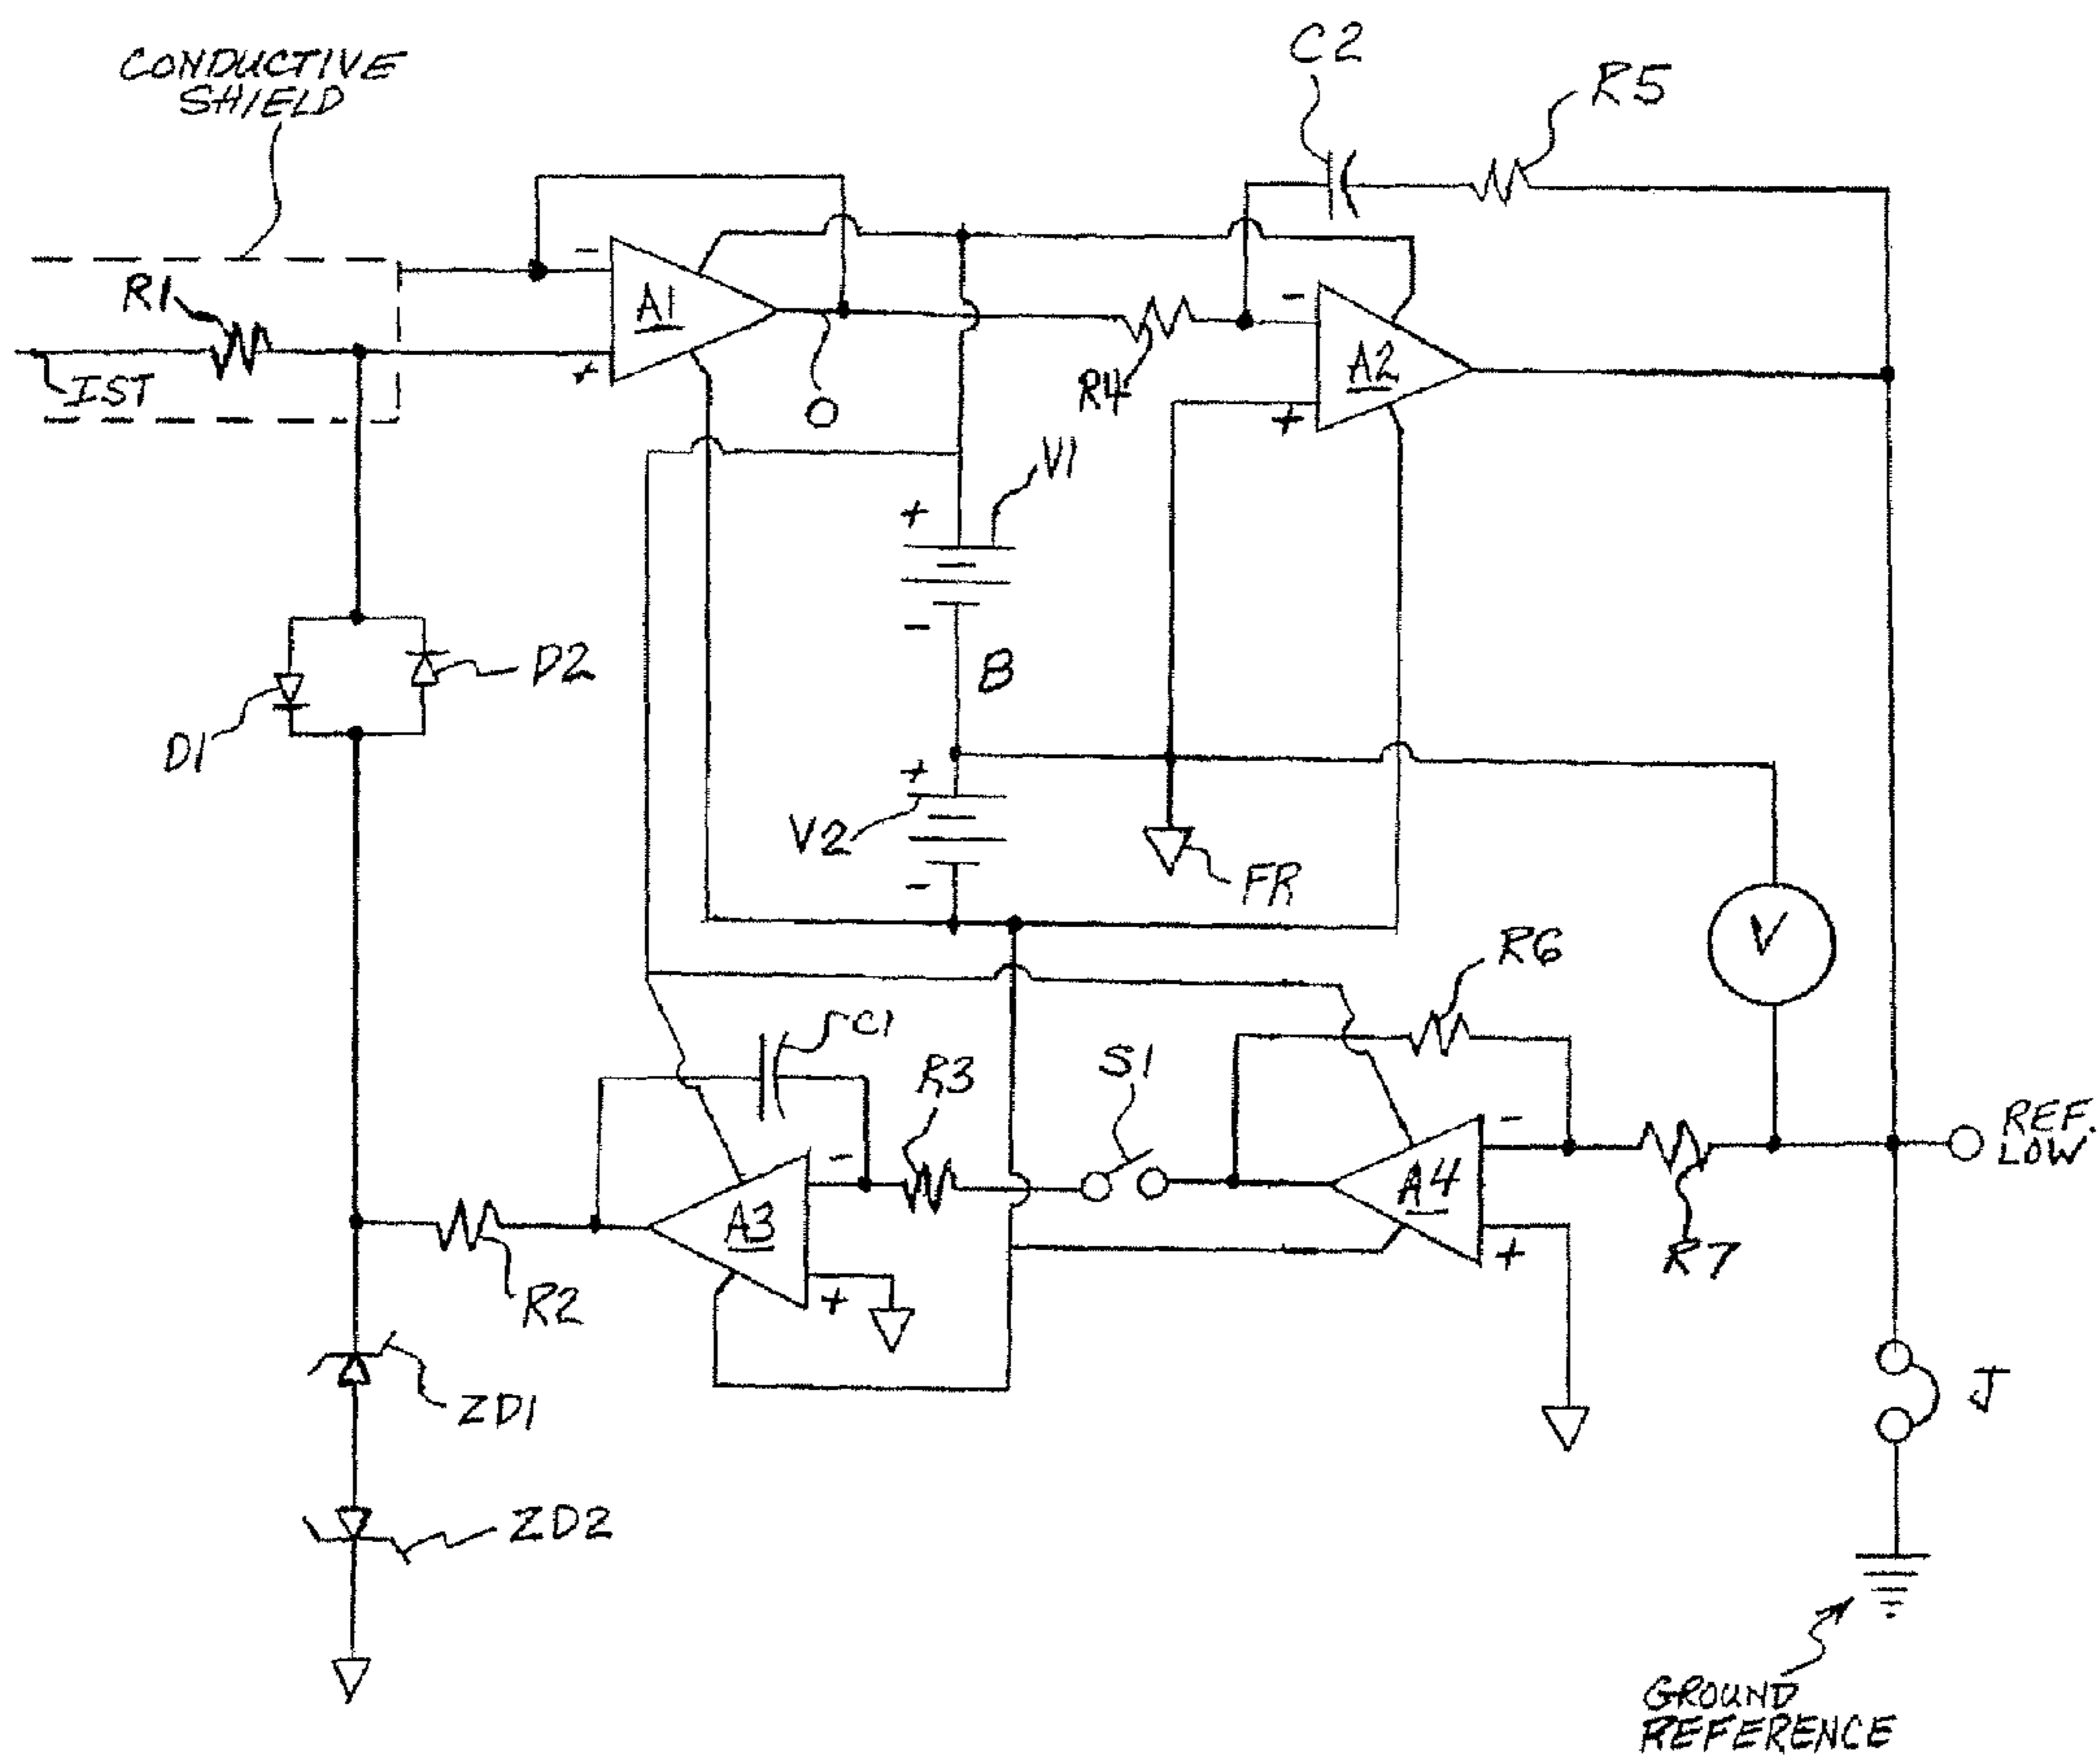 CONDUCTIVE
SHIELD
C2
R5
R1
-
A1
+
IST
O
R4
-
A2
+
V1
+
-
B
D2
D1
+
V2
-
FR
V
R6
C1
R3
S1
-
A4
+
R7
REF.
LOW
-
A3
+
R2
J
ZD1
ZD2
GROUND
REFERENCE